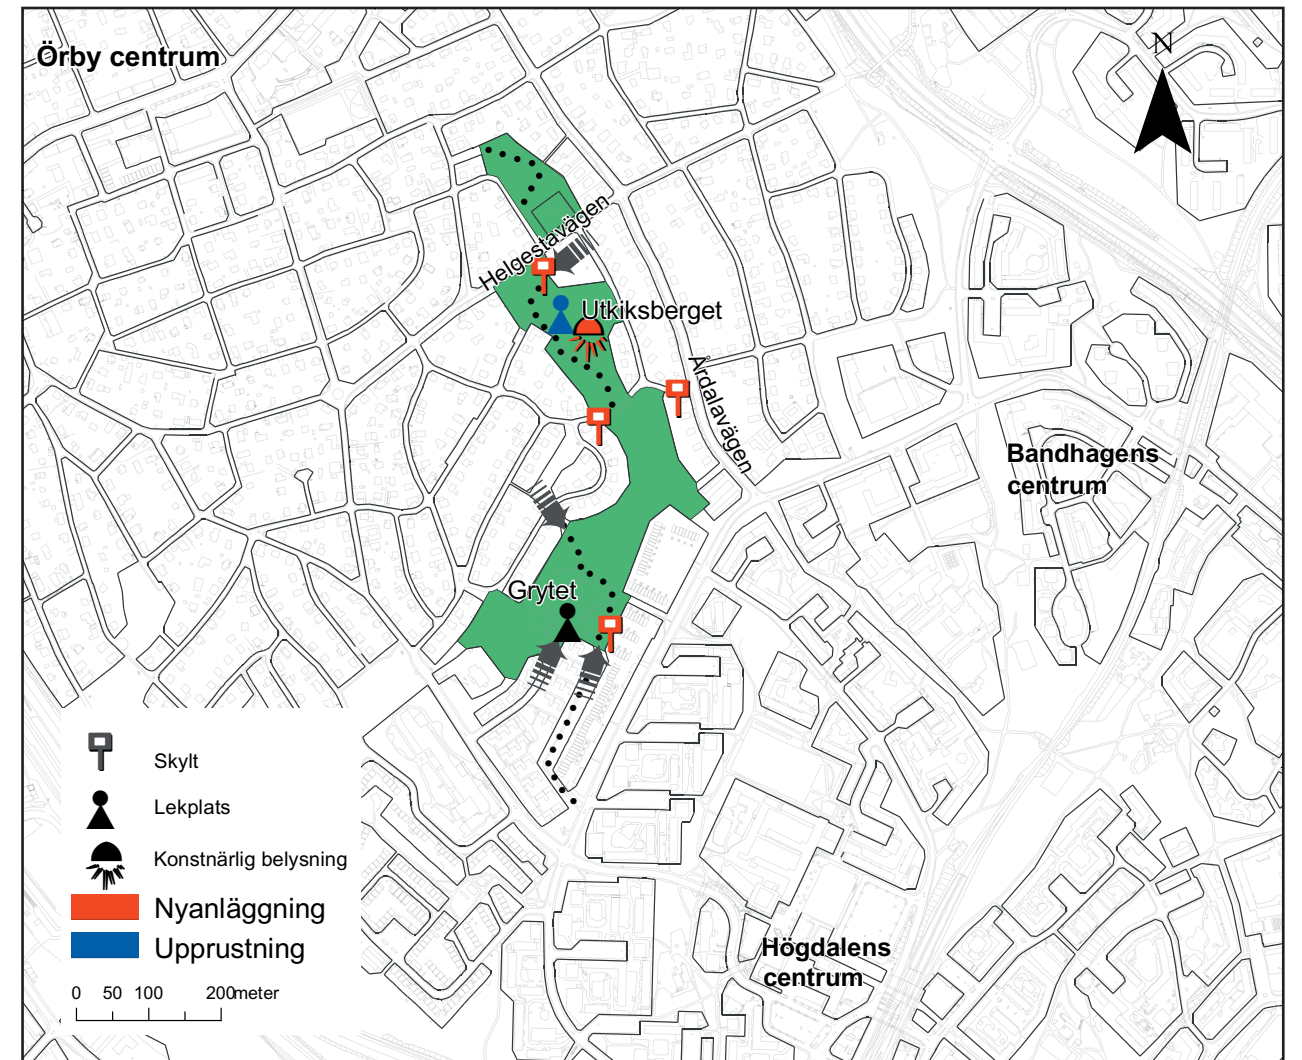 Örby centrum
N
Helgestavägen
Utkiksberget
Årdalavägen
Bandhagens
centrum
Grytet
Skylt
Lekplats
Konstnärlig belysning
Nyanläggning
Upprustning
0 50 100 200meter
Högdalens
centrum